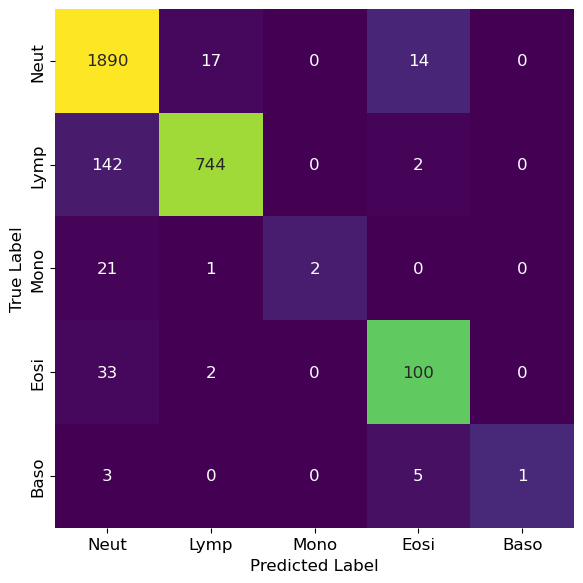 True Label
Neut 1890 17 0 14 0
Lymp 142 744 0 2 0
Mono 21 1 2 0 0
Eosi 33 2 0 100 0
Baso 3 0 0 5 1
Neut Lymp Mono Eosi Baso
Predicted Label